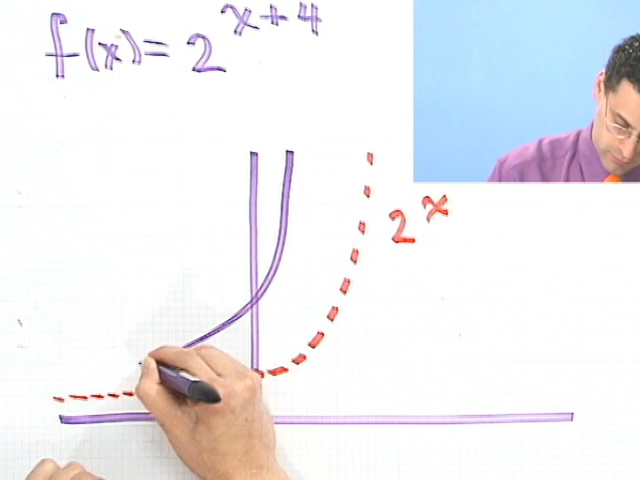 f(x) = 2^{x+4}
2^x